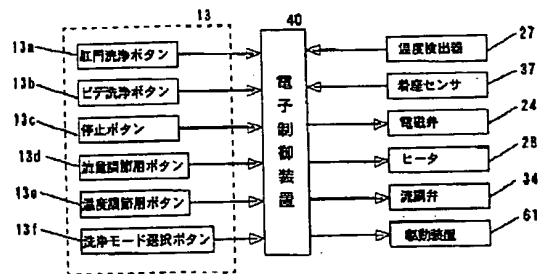 13
40
13a 肛門洗浄ボタン
13b ビデ洗浄ボタン
13c 停止ボタン
13d 流量調節用ボタン
13e 温度調節用ボタン
13f 洗浄モード選択ボタン
電子制御装置
温度検出器 27
着座センサ 37
電磁弁 24
ヒータ 28
流調弁 34
駆動装置 61